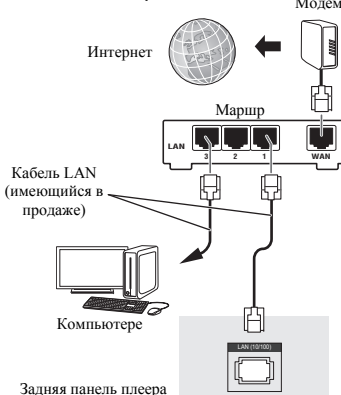 Модем
Интернет
Маршр
LAN
3 2 1 WAN
Кабель LAN
(имеющийся в
продаже)
Компьютере
LAN (10/100)
Задняя панель плеера